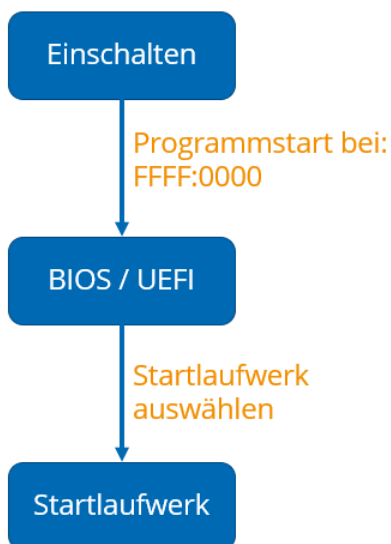 Einschalten
Programmstart bei:
FFFF:0000
BIOS / UEFI
Startlaufwerk
auswählen
Startlaufwerk